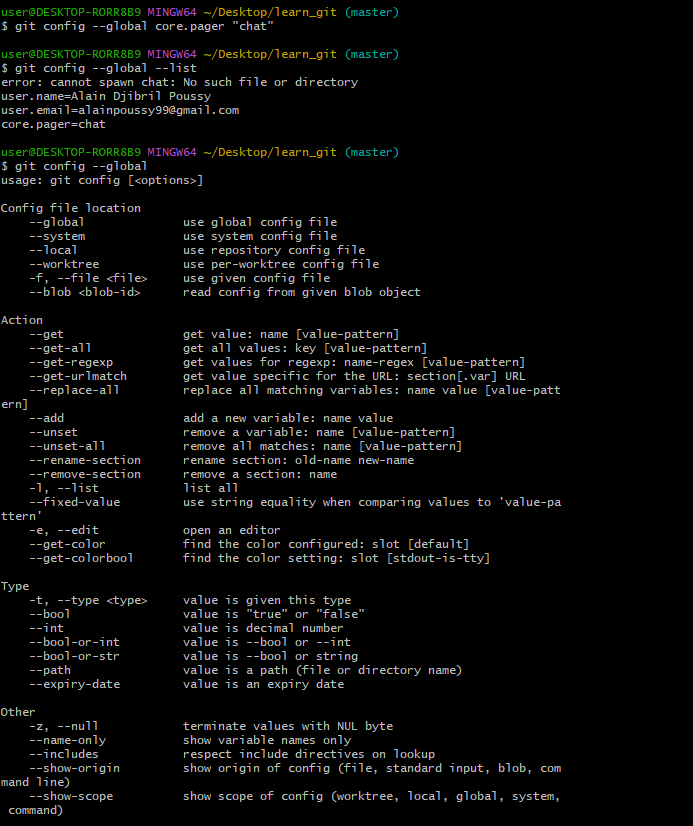 user@DESKTOP-RORR8B9 MINGW64 ~/Desktop/learn_git (master)
$ git config --global core.pager "chat"

user@DESKTOP-RORR8B9 MINGW64 ~/Desktop/learn_git (master)
$ git config --global --list
error: cannot spawn chat: No such file or directory
user.name=Alain Djibril Poussy
user.email=alainpoussy99@gmail.com
core.pager=chat

user@DESKTOP-RORR8B9 MINGW64 ~/Desktop/learn_git (master)
$ git config --global
usage: git config [<options>]

Config file location
    --global              use global config file
    --system              use system config file
    --local               use repository config file
    --worktree            use per-worktree config file
    -f, --file <file>     use given config file
    --blob <blob-id>      read config from given blob object

Action
    --get                 get value: name [value-pattern]
    --get-all             get all values: key [value-pattern]
    --get-regexp          get values for regexp: name-regex [value-pattern]
    --get-urlmatch        get value specific for the URL: section[.var] URL
    --replace-all         replace all matching variables: name value [value-patt
ern]
    --add                 add a new variable: name value
    --unset               remove a variable: name [value-pattern]
    --unset-all           remove all matches: name [value-pattern]
    --rename-section      rename section: old-name new-name
    --remove-section      remove a section: name
    -l, --list            list all
    --fixed-value         use string equality when comparing values to 'value-pa
ttern'
    -e, --edit            open an editor
    --get-color           find the color configured: slot [default]
    --get-colorbool       find the color setting: slot [stdout-is-tty]

Type
    -t, --type <type>     value is given this type
    --bool                value is "true" or "false"
    --int                 value is decimal number
    --bool-or-int         value is --bool or --int
    --bool-or-str         value is --bool or string
    --path                value is a path (file or directory name)
    --expiry-date         value is an expiry date

Other
    -z, --null            terminate values with NUL byte
    --name-only           show variable names only
    --includes            respect include directives on lookup
    --show-origin         show origin of config (file, standard input, blob, com
mand line)
    --show-scope          show scope of config (worktree, local, global, system,
 command)